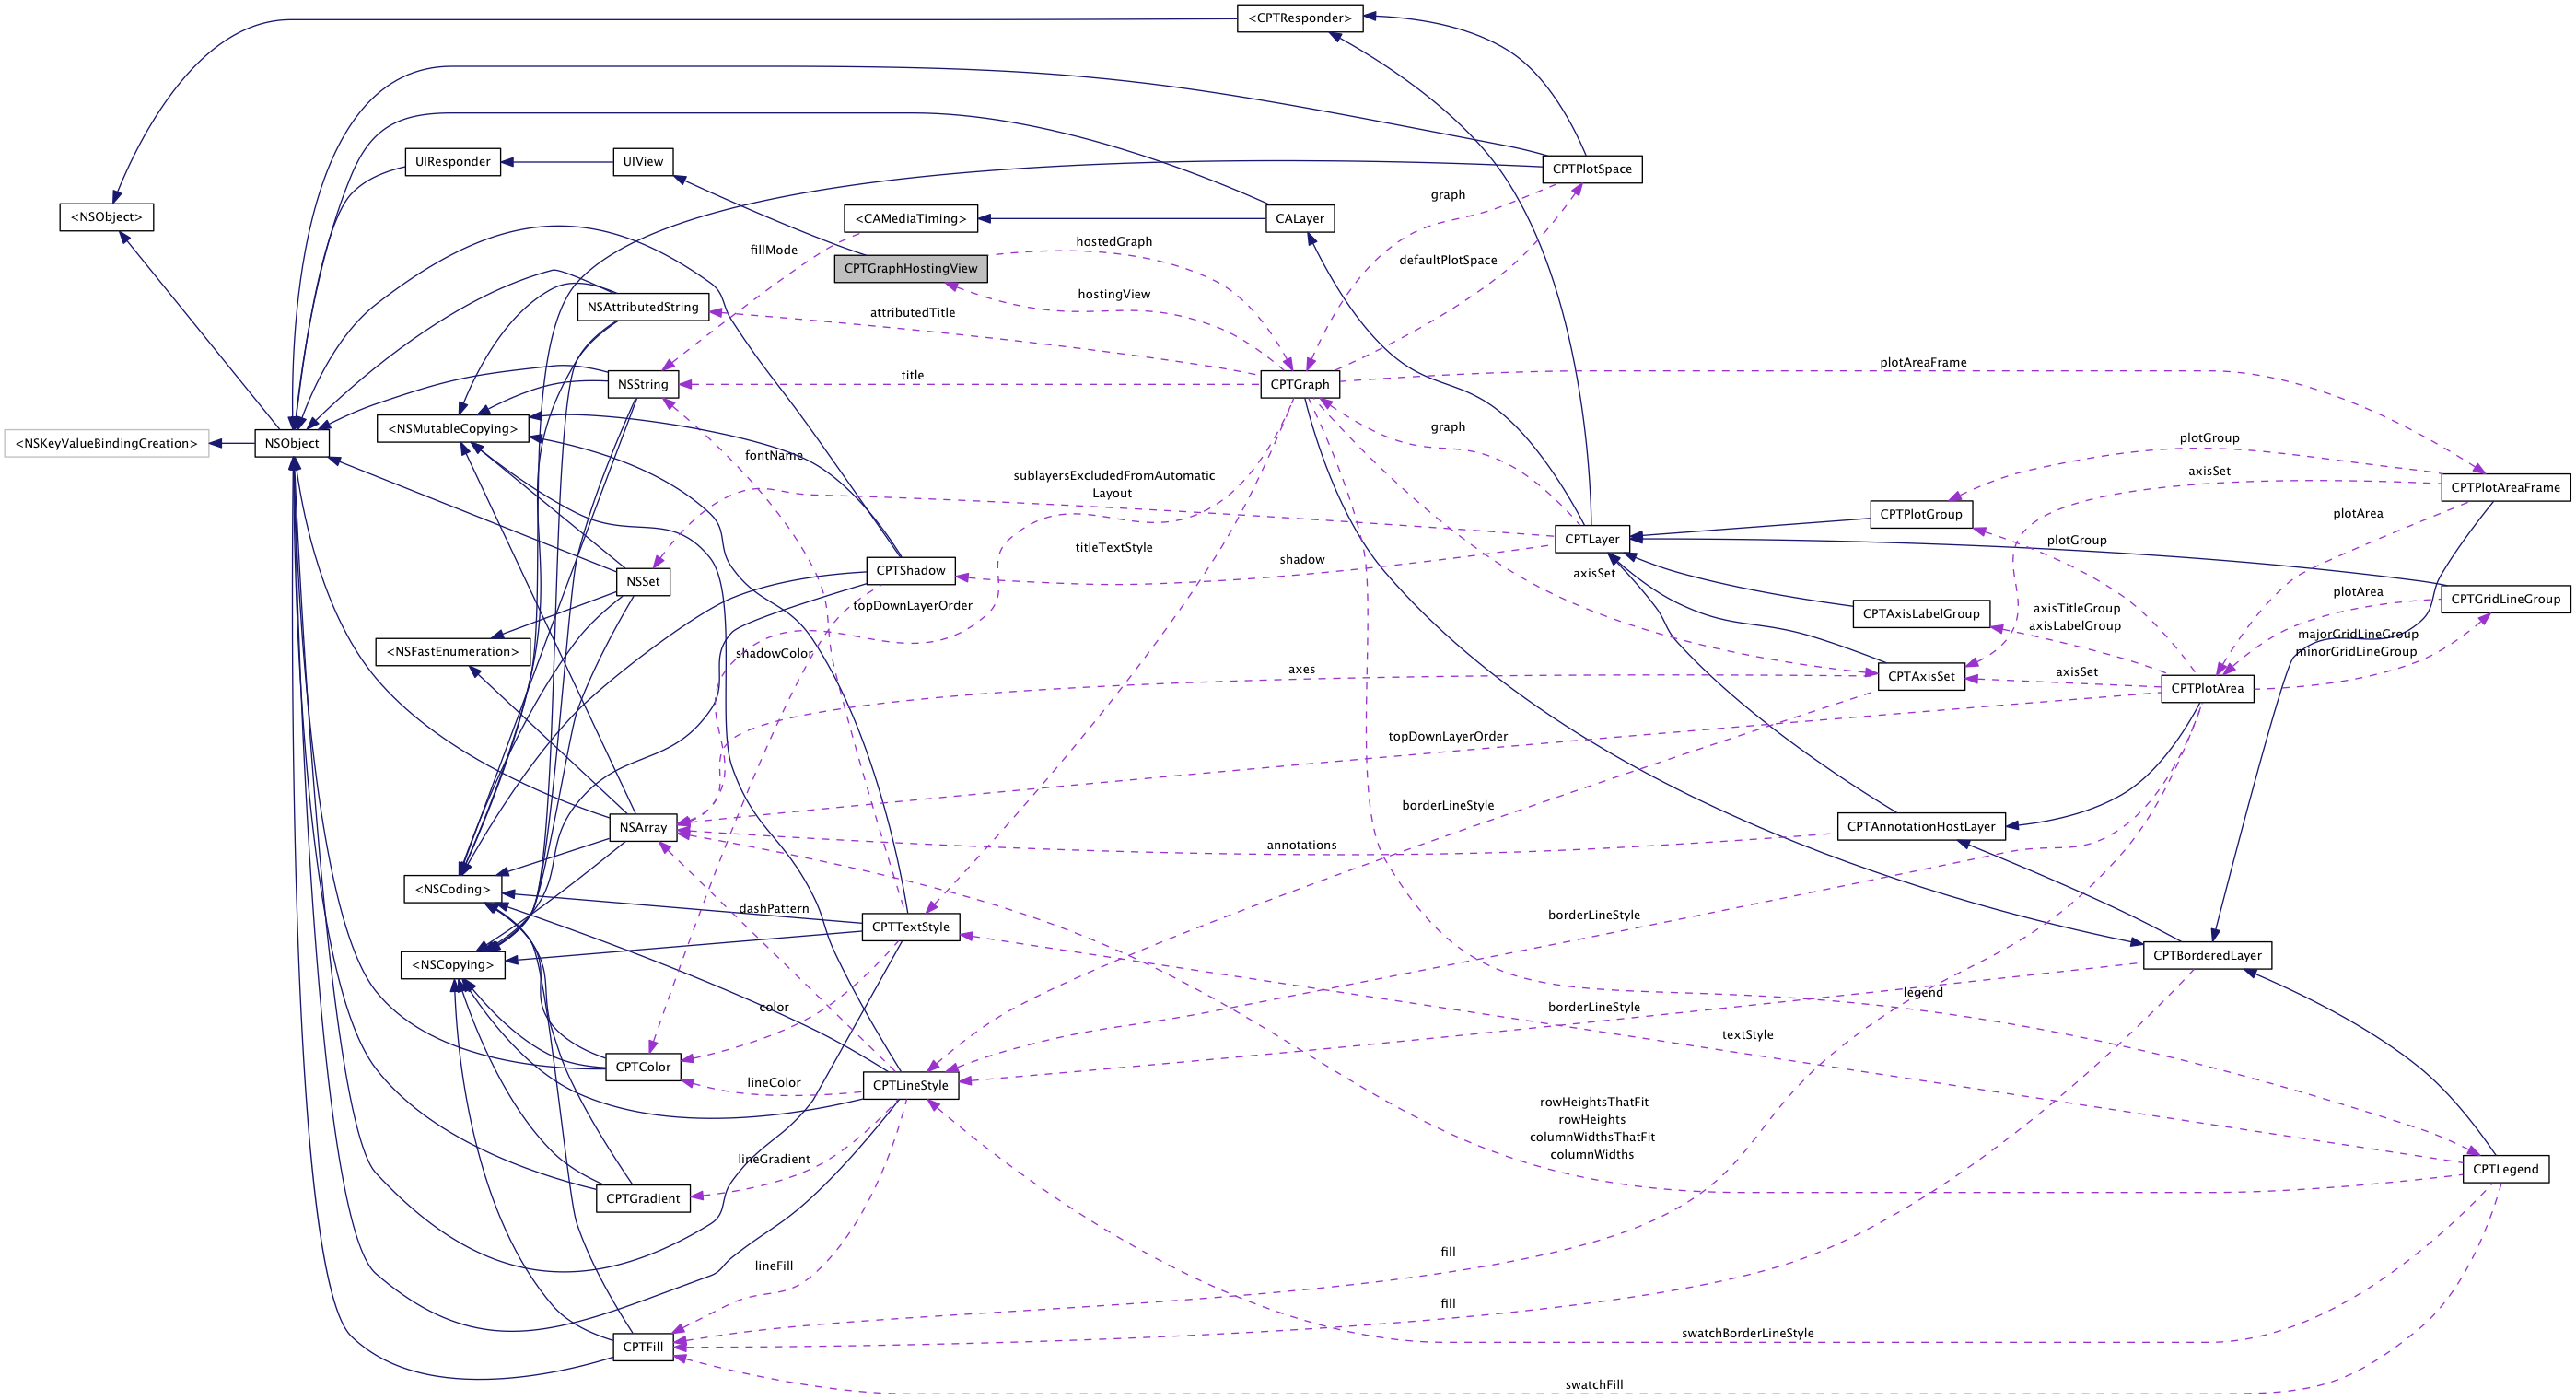 <CPTResponder>
UIResponder
UIView
CPTPlotSpace
<NSObject>
<CAMediaTiming>
CALayer
graph
fillMode
hostedGraph
CPTGraphHostingView
defaultPlotSpace
hostingView
NSAttributedString
attributedTitle
plotAreaFrame
NSString
title
CPTGraph
<NSMutableCopying>
graph
<NSKeyValueBindingCreation>
NSObject
plotGroup
fontName
axisSet
sublayersExcludedFromAutomatic
Layout
CPTPlotAreaFrame
CPTPlotGroup
plotArea
CPTLayer
titleTextStyle
plotGroup
shadow
CPTShadow
NSSet
axisSet
plotArea
CPTGridLineGroup
topDownLayerOrder
CPTAxisLabelGroup
axisTitleGroup
axisLabelGroup
majorGridLineGroup
minorGridLineGroup
<NSFastEnumeration>
shadowColor
axes
CPTAxisSet
axisSet
CPTPlotArea
topDownLayerOrder
borderLineStyle
NSArray
CPTAnnotationHostLayer
annotations
<NSCoding>
dashPattern
borderLineStyle
CPTTextStyle
CPTBorderedLayer
<NSCopying>
legend
color
borderLineStyle
textStyle
CPTColor
lineColor
CPTLineStyle
rowHeightsThatFit
rowHeights
columnWidthsThatFit
columnWidths
lineGradient
CPTLegend
CPTGradient
fill
lineFill
fill
swatchBorderLineStyle
CPTFill
swatchFill